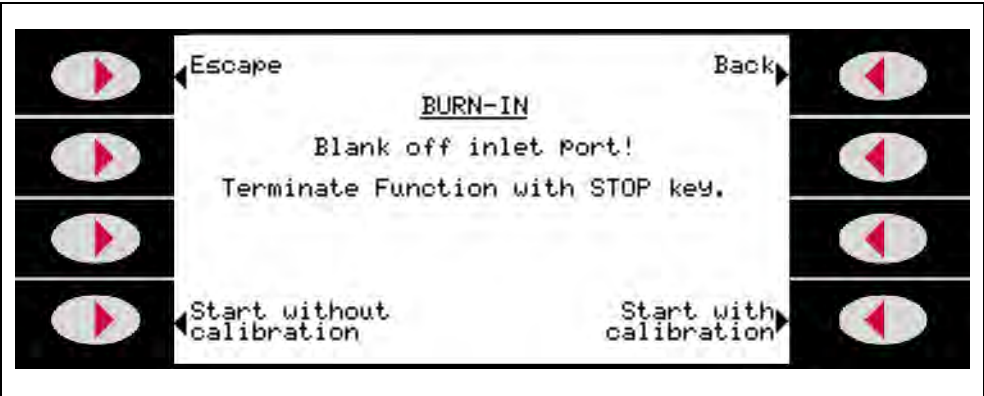 Escape Back
BURN-IN
Blank off inlet port!
Terminate Function with STOP key.
Start without Start with
calibration calibration